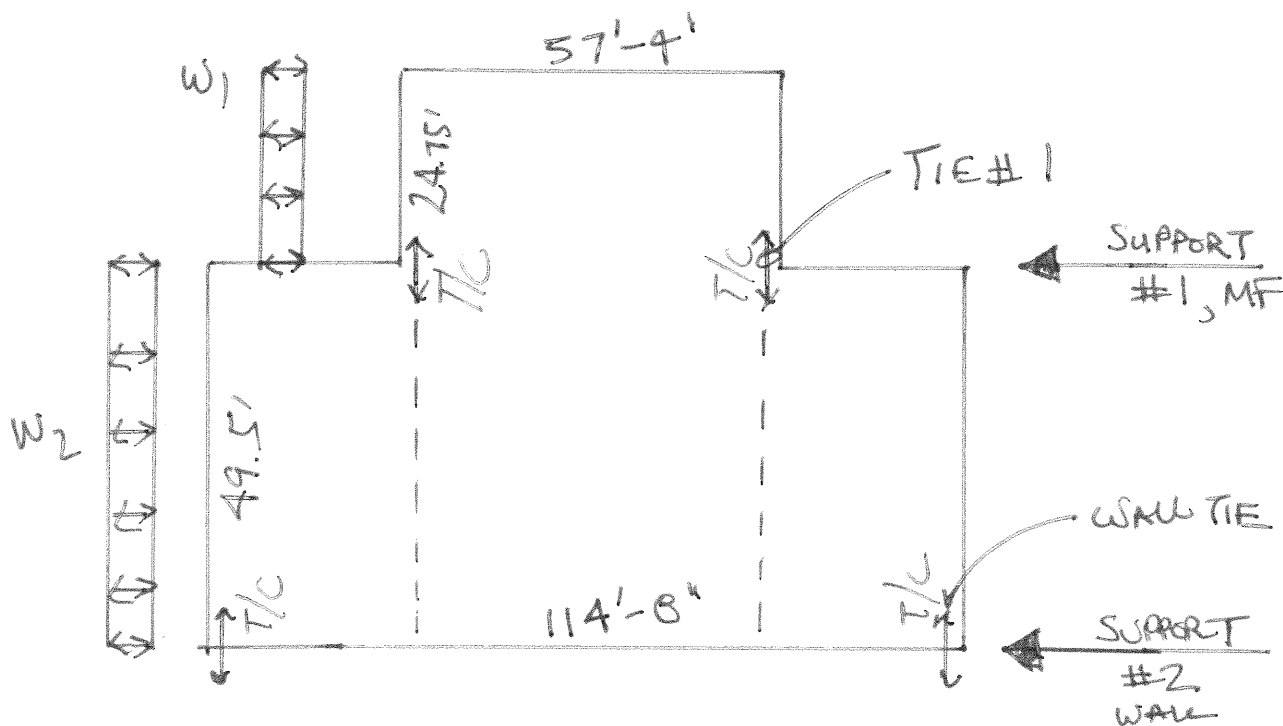 57'-4'
W1
24.75'
TIE #1
T/C
T/C
SUPPORT
#1, MF
W2
49.5'
WALL TIE
T/C
114'-8"
T/C
SUPPORT
#2
WALL